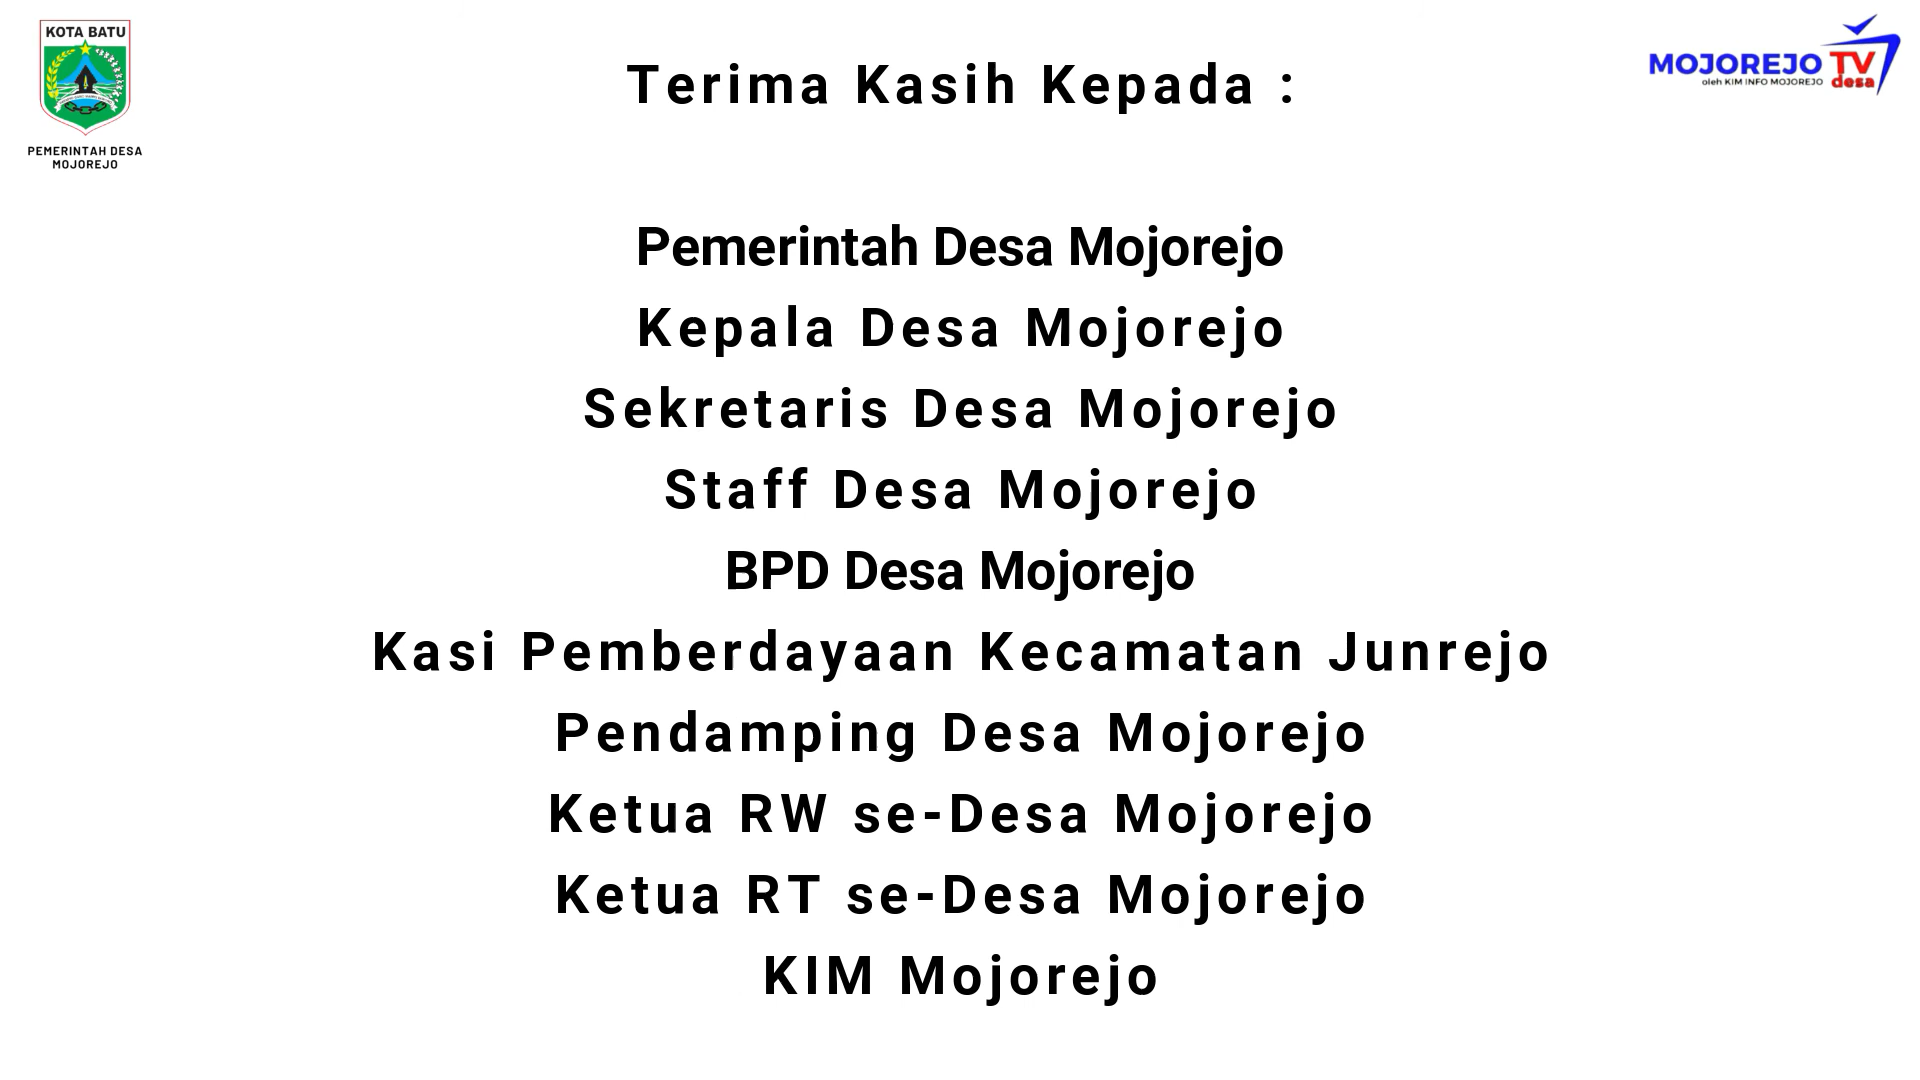 KOTA BATU
PEMERINTAH DESA
MOJOREJO
MOJOREJO TV
oleh KIM INFO MOJOREJO desa
Terima Kasih Kepada :
Pemerintah Desa Mojorejo
Kepala Desa Mojorejo
Sekretaris Desa Mojorejo
Staff Desa Mojorejo
BPD Desa Mojorejo
Kasi Pemberdayaan Kecamatan Junrejo
Pendamping Desa Mojorejo
Ketua RW se-Desa Mojorejo
Ketua RT se-Desa Mojorejo
KIM Mojorejo